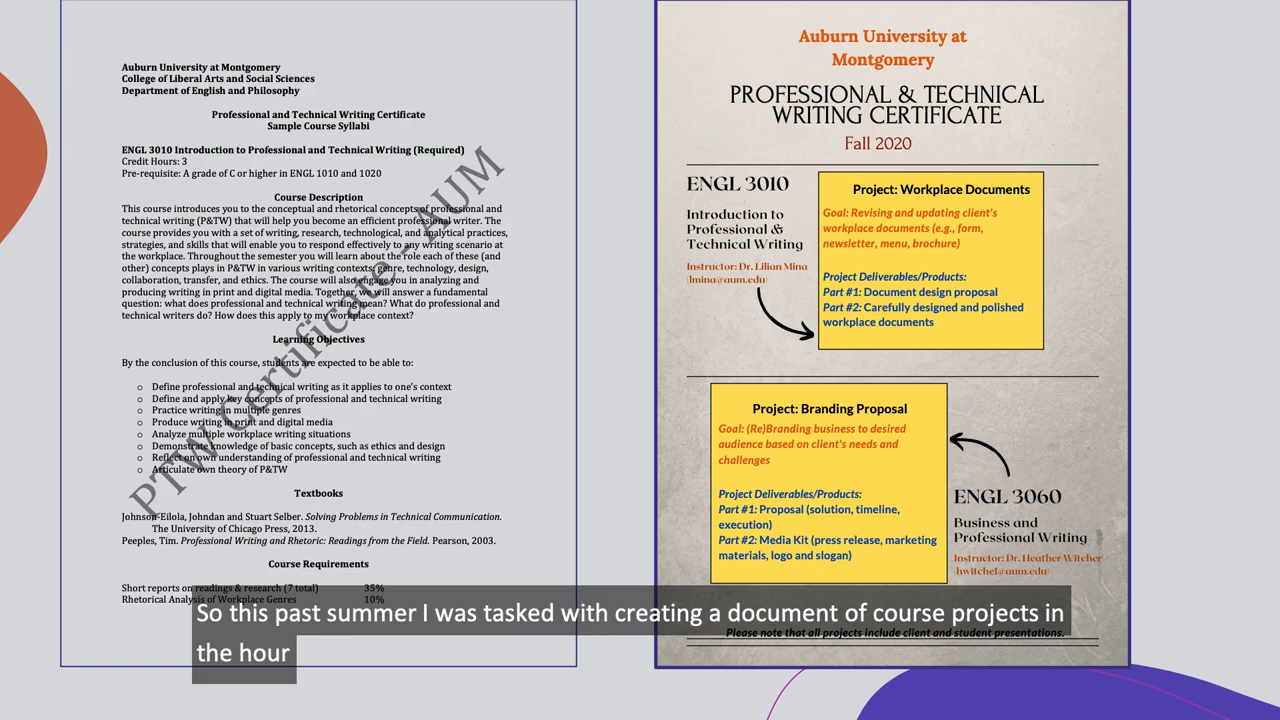 Auburn University at Montgomery
College of Liberal Arts and Social Sciences
Department of English and Philosophy
Professional and Technical Writing Certificate
Sample Course Syllabi
ENGL 3010 Introduction to Professional and Technical Writing (Required)
Credit Hours: 3
Pre-requisite: A grade of C or higher in ENGL 1010 and 1020
Course Description
This course introduces you to the conceptual and rhetorical concepts of professional and
technical writing (P&TW) that will help you become an efficient professional writer. The
course provides you with a set of writing, research, technological, and analytical practices,
strategies, and skills that will enable you to respond effectively to any writing scenario at
the workplace. Throughout the semester you will learn about the role each of these (and
other) concepts plays in P&TW in various writing contexts: genre, technology, design,
collaboration, transfer, and ethics. The course will also engage you in analyzing and
producing writing in print and digital media. Together, we will answer a fundamental
question: what does professional and technical writing mean? What do professional and
technical writers do? How does this apply to my workplace context?
Learning Objectives
By the conclusion of this course, students are expected to be able to:
o Define professional and technical writing as it applies to one's context
o Define and apply key concepts of professional and technical writing
o Practice writing in multiple genres
o Produce writing in print and digital media
o Analyze multiple workplace writing situations
o Demonstrate knowledge of basic concepts, such as ethics and design
o Reflect on own understanding of professional and technical writing
o Articulate own theory of P&TW
Textbooks
Johnson-Eilola, Johndan and Stuart Selber. Solving Problems in Technical Communication.
The University of Chicago Press, 2013.
Peeples, Tim. Professional Writing and Rhetoric: Readings from the Field. Pearson, 2003.
Course Requirements
Short reports on readings & research (7 total) 35%
Rhetorical Analysis of Workplace Genres 10%
PTW Certificate - AUM
Auburn University at
Montgomery
PROFESSIONAL & TECHNICAL
WRITING CERTIFICATE
Fall 2020
ENGL 3010
Introduction to
Professional &
Technical Writing
Instructor: Dr. Lilian Mina
(lmina@aum.edu)
Project: Workplace Documents
Goal: Revising and updating client's
workplace documents (e.g., form,
newsletter, menu, brochure)
Project Deliverables/Products:
Part #1: Document design proposal
Part #2: Carefully designed and polished
workplace documents
Project: Branding Proposal
Goal: (Re)Branding business to desired
audience based on client's needs and
challenges
Project Deliverables/Products:
Part #1: Proposal (solution, timeline,
execution)
Part #2: Media Kit (press release, marketing
materials, logo and slogan)
ENGL 3060
Business and
Professional Writing
Instructor: Dr. Heather Witcher
(hwitche1@aum.edu)
Please note that all projects include client and student presentations.
So this past summer I was tasked with creating a document of course projects in
the hour